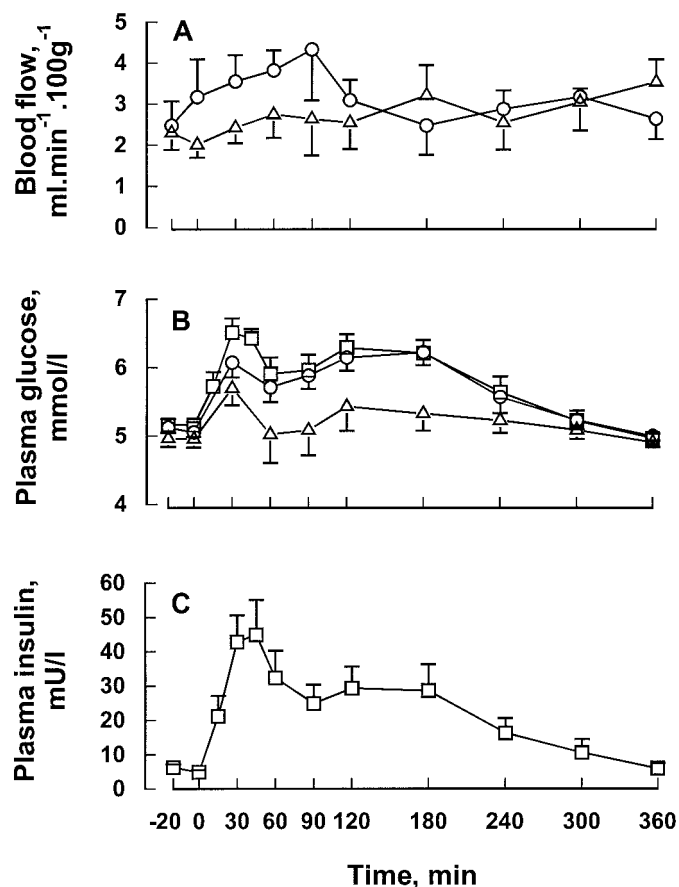 A
Blood flow,
ml.min⁻¹.100g⁻¹
5
4
3
2
1
0
B
Plasma glucose,
mmol/l
7
6
5
4
C
Plasma insulin,
mU/l
60
50
40
30
20
10
0
-20 0 30 60 90 120 180 240 300 360
Time, min